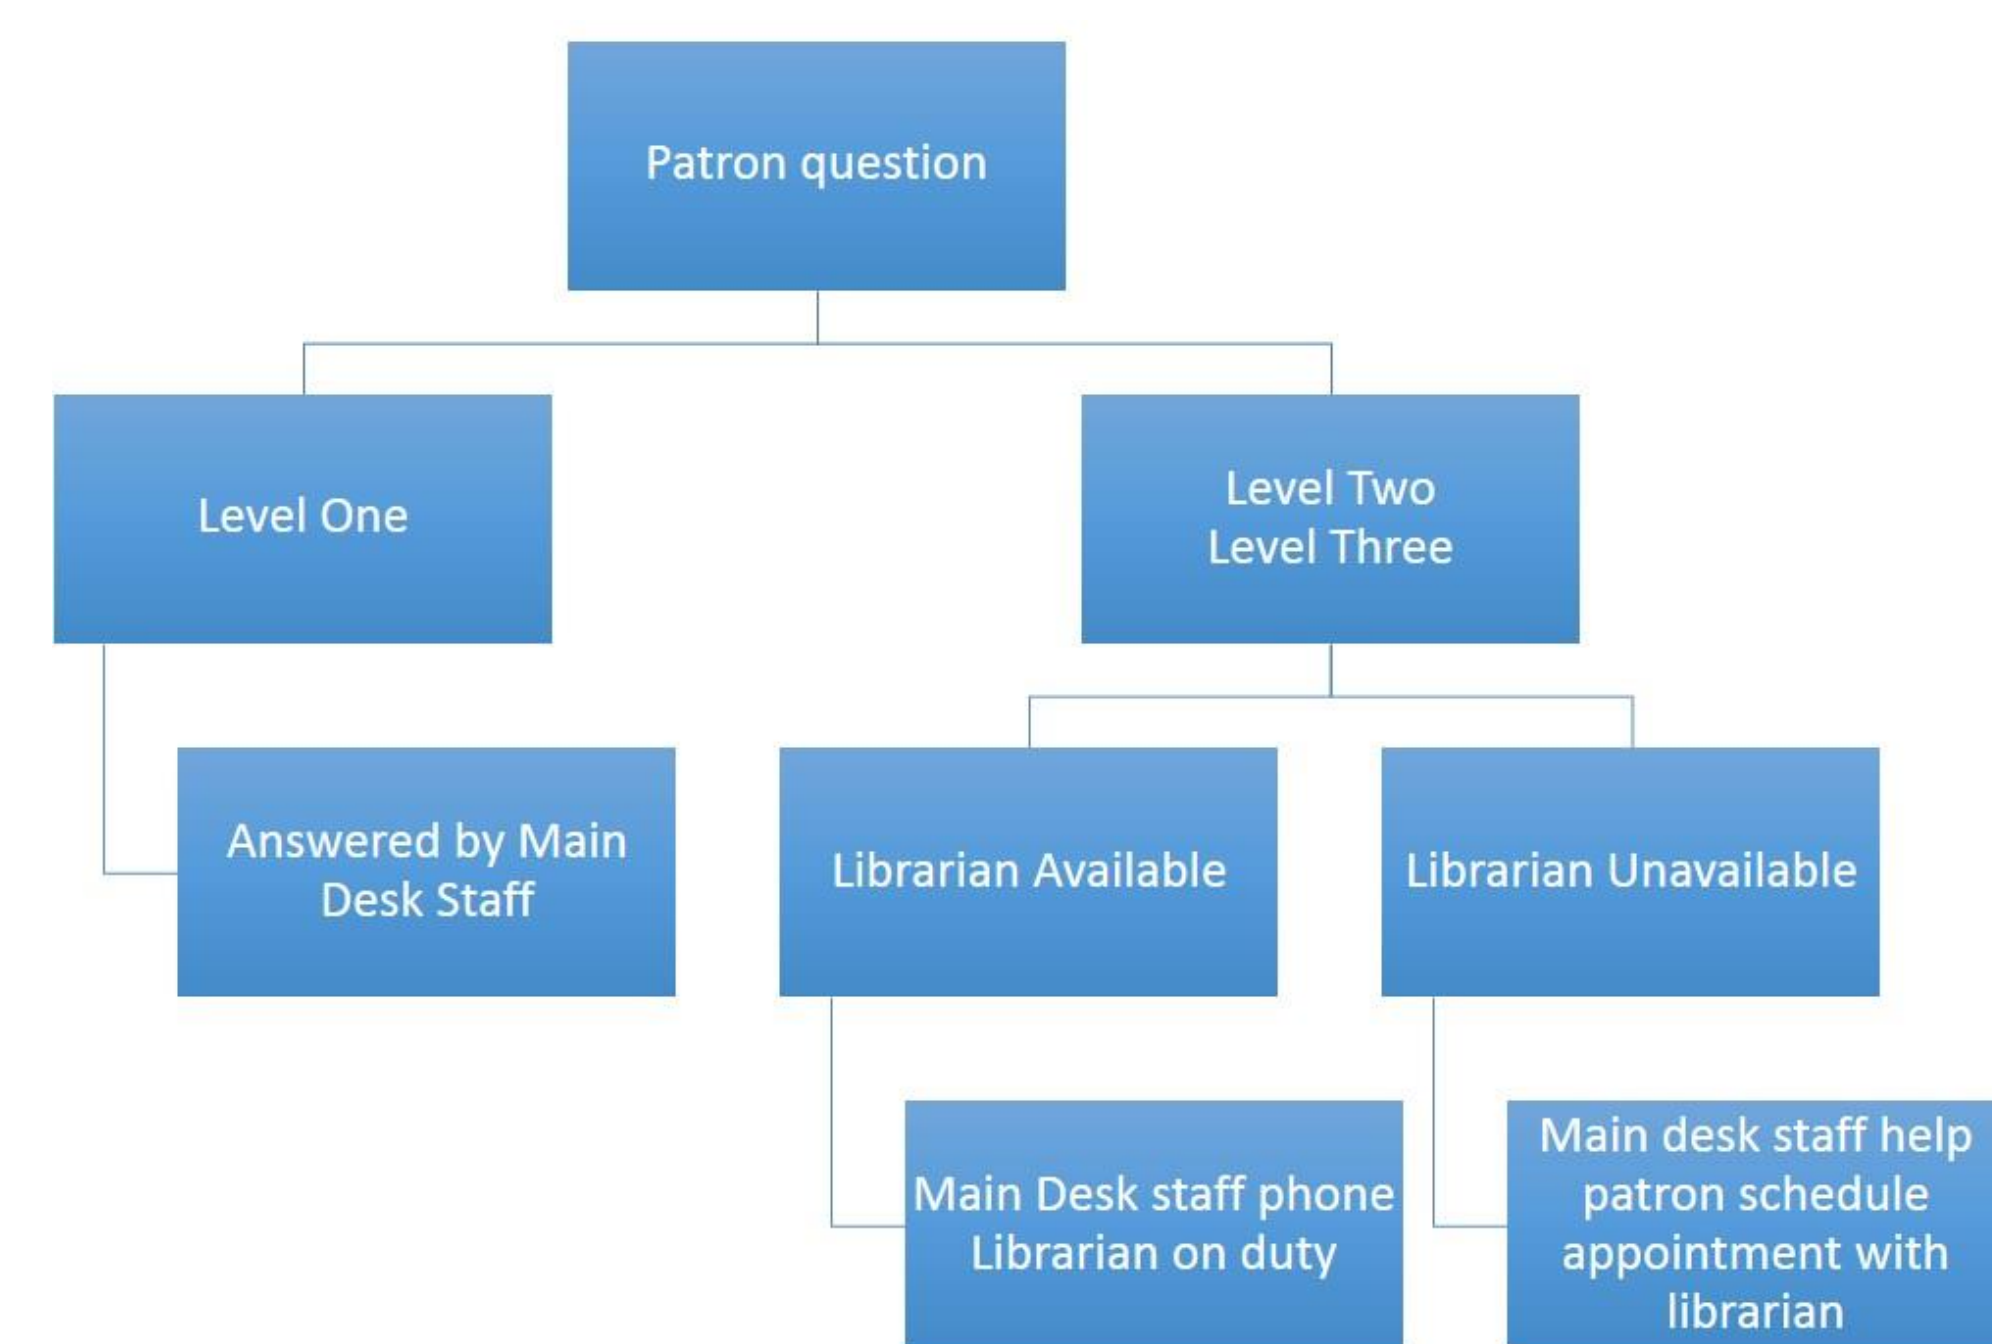 Patron question
Level One
Level Two
Level Three
Answered by Main
Desk Staff
Librarian Available
Librarian Unavailable
Main Desk staff phone
Librarian on duty
Main desk staff help
patron schedule
appointment with
librarian